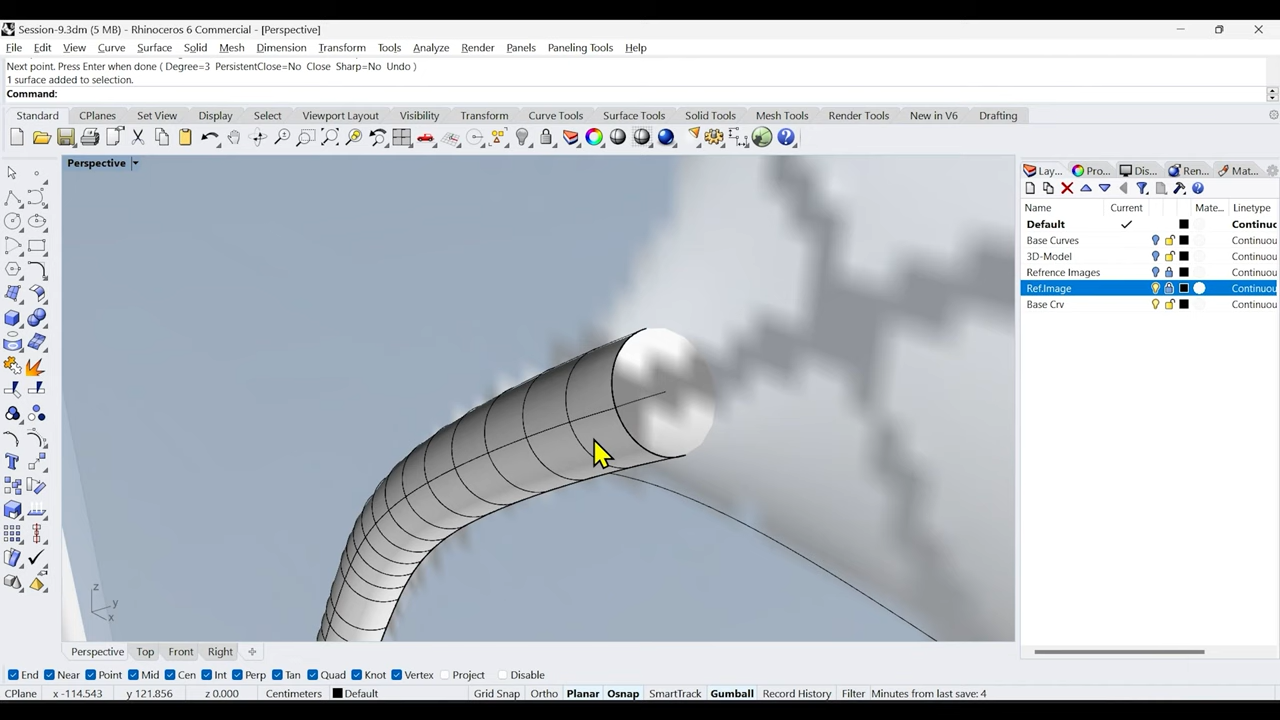 Session-9.3dm (5 MB) - Rhinoceros 6 Commercial - [Perspective]
File Edit View Curve Surface Solid Mesh Dimension Transform Tools Analyze Render Panels Paneling Tools Help
Next point. Press Enter when done ( Degree=3 PersistentClose=No Close Sharp=No Undo )
1 surface added to selection.
Command:
Standard CPlanes Set View Display Select Viewport Layout Visibility Transform Curve Tools Surface Tools Solid Tools Mesh Tools Render Tools New in V6 Drafting
Perspective
Lay... Pro... Dis... Ren... Mat...
Name Current Mate... Linetype
Default Continuc
Base Curves Continuou
3D-Model Continuou
Refrence Images Continuou
Ref.Image Continuou
Base Crv Continuou
z
y
x
Perspective Top Front Right
End Near Point Mid Cen Int Perp Tan Quad Knot Vertex Project Disable
CPlane x -114.543 y 121.856 z 0.000 Centimeters Default Grid Snap Ortho Planar Osnap SmartTrack Gumball Record History Filter Minutes from last save: 4